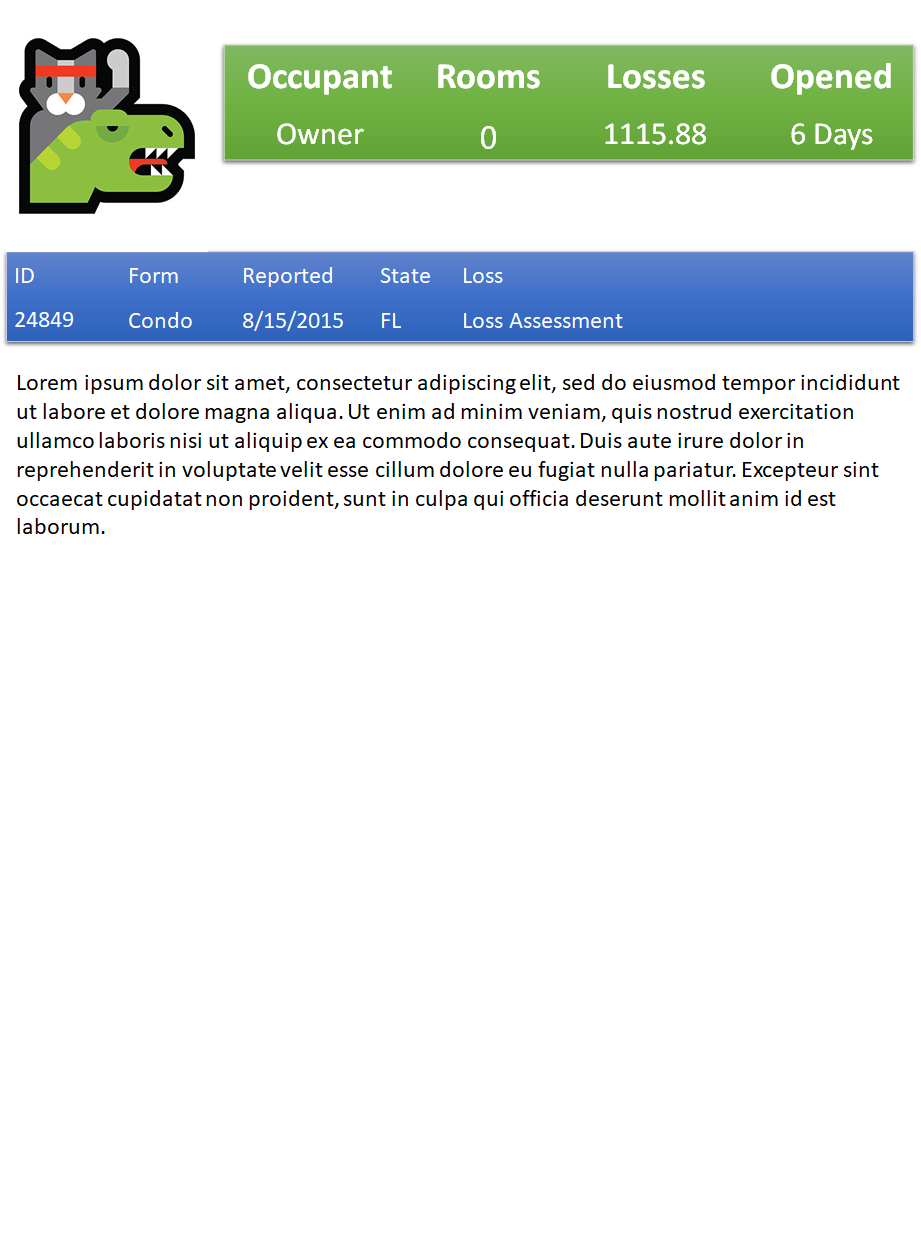 Occupant Rooms Losses Opened
Owner 0 1115.88 6 Days
ID Form Reported State Loss
24849 Condo 8/15/2015 FL Loss Assessment
Lorem ipsum dolor sit amet, consectetur adipiscing elit, sed do eiusmod tempor incididunt
ut labore et dolore magna aliqua. Ut enim ad minim veniam, quis nostrud exercitation
ullamco laboris nisi ut aliquip ex ea commodo consequat. Duis aute irure dolor in
reprehenderit in voluptate velit esse cillum dolore eu fugiat nulla pariatur. Excepteur sint
occaecat cupidatat non proident, sunt in culpa qui officia deserunt mollit anim id est
laborum.